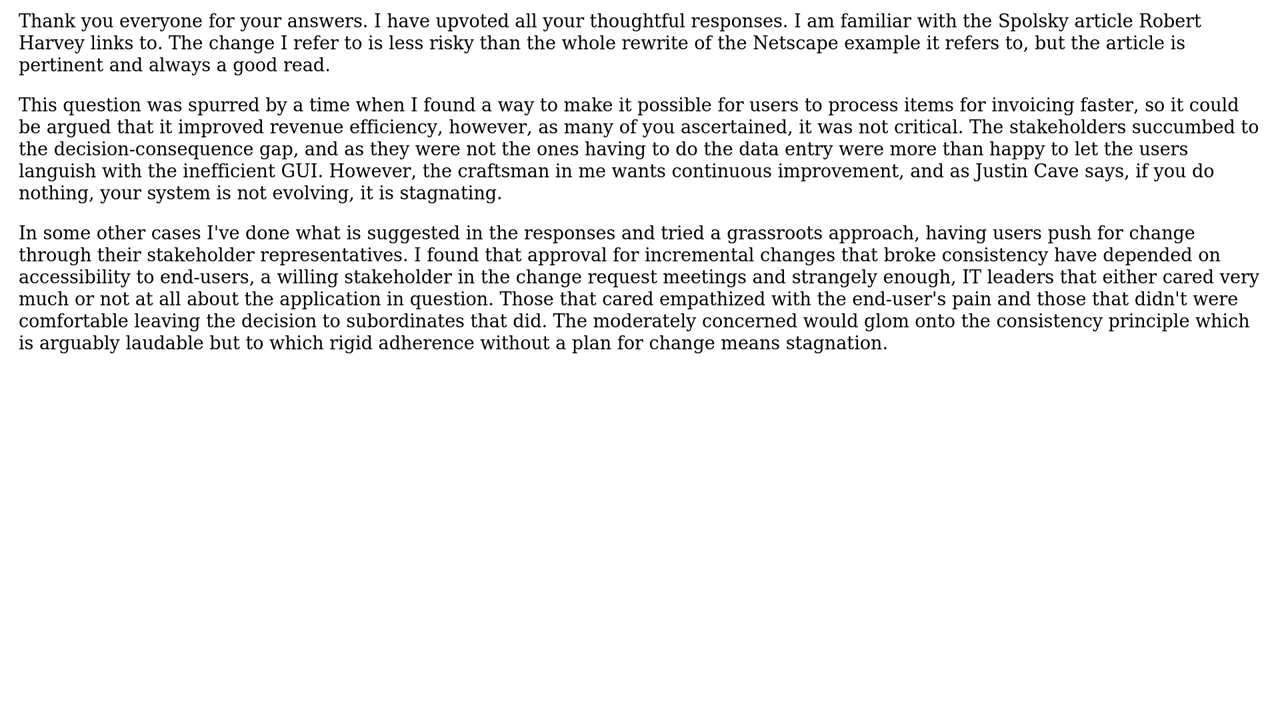 Thank you everyone for your answers. I have upvoted all your thoughtful responses. I am familiar with the Spolsky article Robert
Harvey links to. The change I refer to is less risky than the whole rewrite of the Netscape example it refers to, but the article is
pertinent and always a good read.
This question was spurred by a time when I found a way to make it possible for users to process items for invoicing faster, so it could
be argued that it improved revenue efficiency, however, as many of you ascertained, it was not critical. The stakeholders succumbed to
the decision-consequence gap, and as they were not the ones having to do the data entry were more than happy to let the users
languish with the inefficient GUI. However, the craftsman in me wants continuous improvement, and as Justin Cave says, if you do
nothing, your system is not evolving, it is stagnating.
In some other cases I've done what is suggested in the responses and tried a grassroots approach, having users push for change
through their stakeholder representatives. I found that approval for incremental changes that broke consistency have depended on
accessibility to end-users, a willing stakeholder in the change request meetings and strangely enough, IT leaders that either cared very
much or not at all about the application in question. Those that cared empathized with the end-user's pain and those that didn't were
comfortable leaving the decision to subordinates that did. The moderately concerned would glom onto the consistency principle which
is arguably laudable but to which rigid adherence without a plan for change means stagnation.